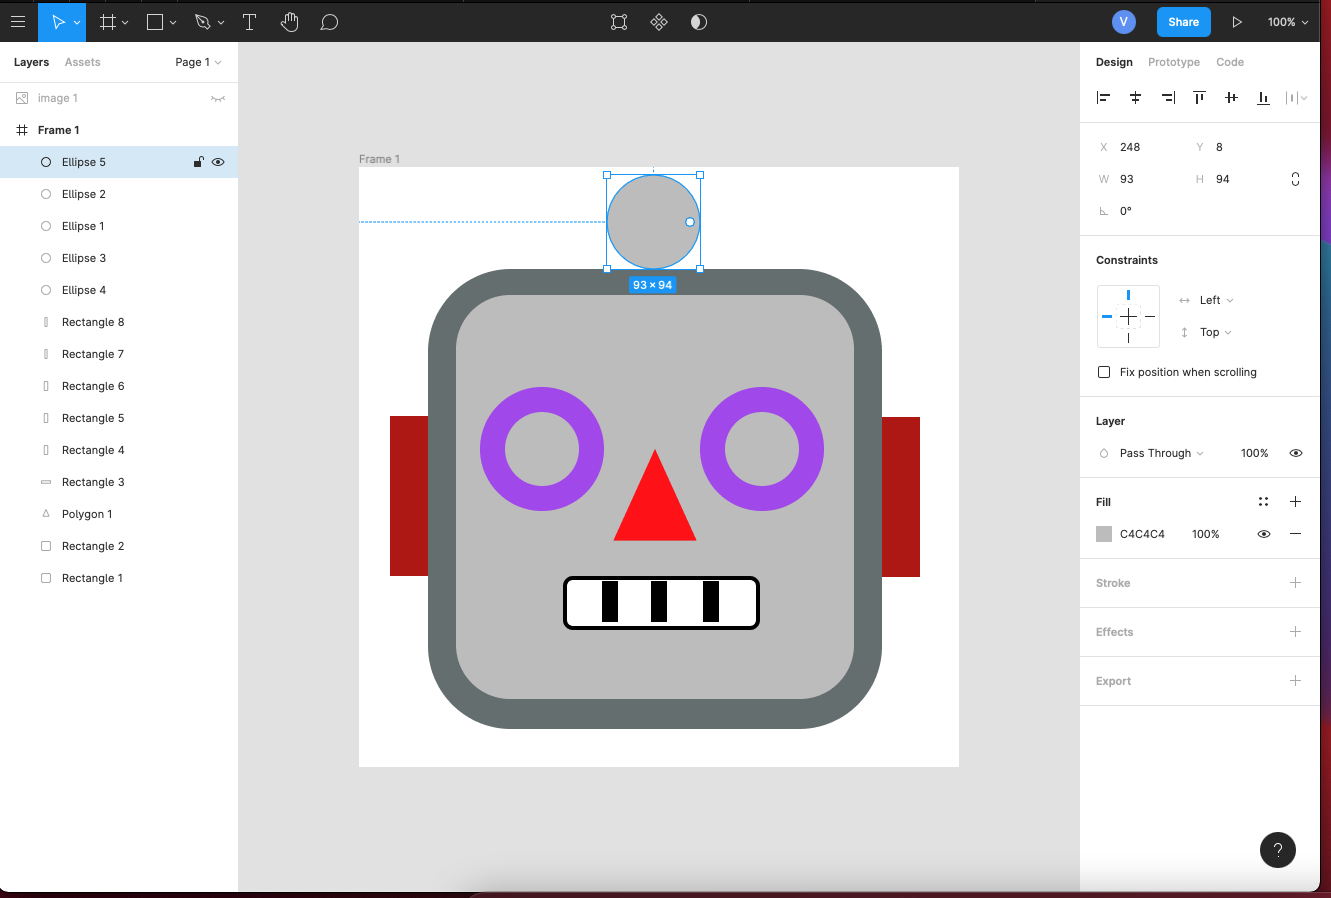 V
Share
100%
Layers
Assets
Page 1
image 1
Frame 1
Ellipse 5
Ellipse 2
Ellipse 1
Ellipse 3
Ellipse 4
Rectangle 8
Rectangle 7
Rectangle 6
Rectangle 5
Rectangle 4
Rectangle 3
Polygon 1
Rectangle 2
Rectangle 1
Frame 1
93 × 94
Design
Prototype
Code
X 248 Y 8
W 93 H 94
0°
Constraints
Left
Top
Fix position when scrolling
Layer
Pass Through 100%
Fill
C4C4C4 100%
Stroke
Effects
Export
?